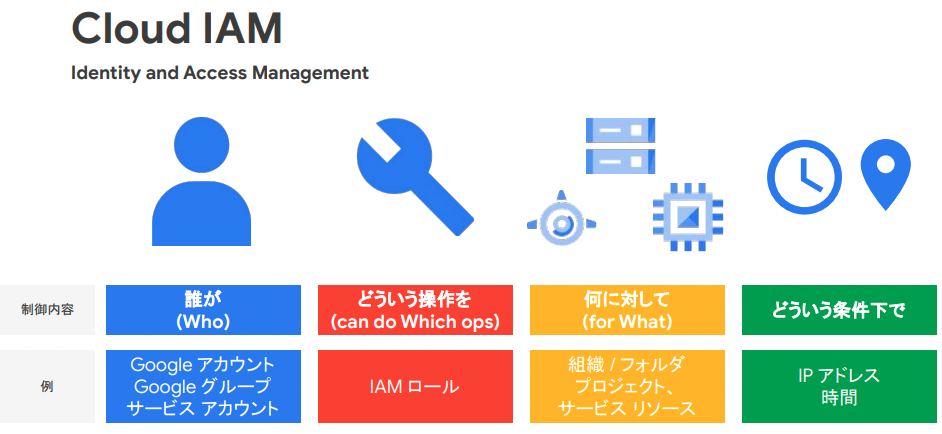 Cloud IAM
Identity and Access Management
制御内容
誰が
(Who)
どういう操作を
(can do Which ops)
何に対して
(for What)
どういう条件下で
例
Google アカウント
Google グループ
サービス アカウント
IAM ロール
組織 / フォルダ
プロジェクト、
サービス リソース
IP アドレス
時間